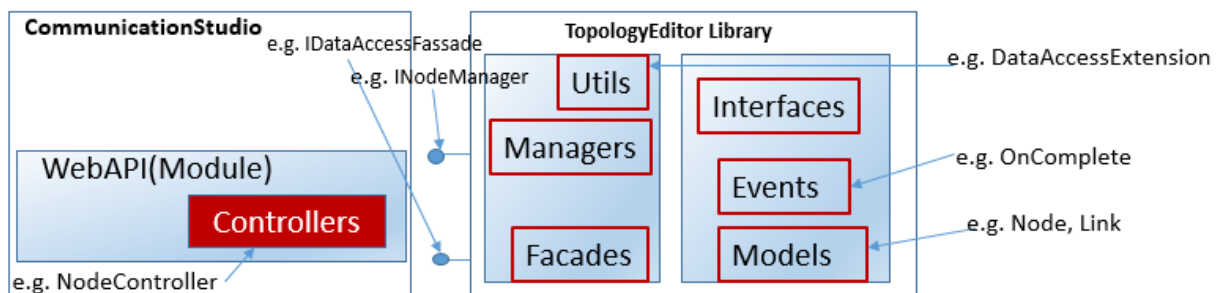 CommunicationStudio
e.g. IDataAccessFassade
e.g. INodeManager
WebAPI(Module)
Controllers
e.g. NodeController
TopologyEditor Library
Utils
Managers
Facades
Interfaces
Events
Models
e.g. DataAccessExtension
e.g. OnComplete
e.g. Node, Link